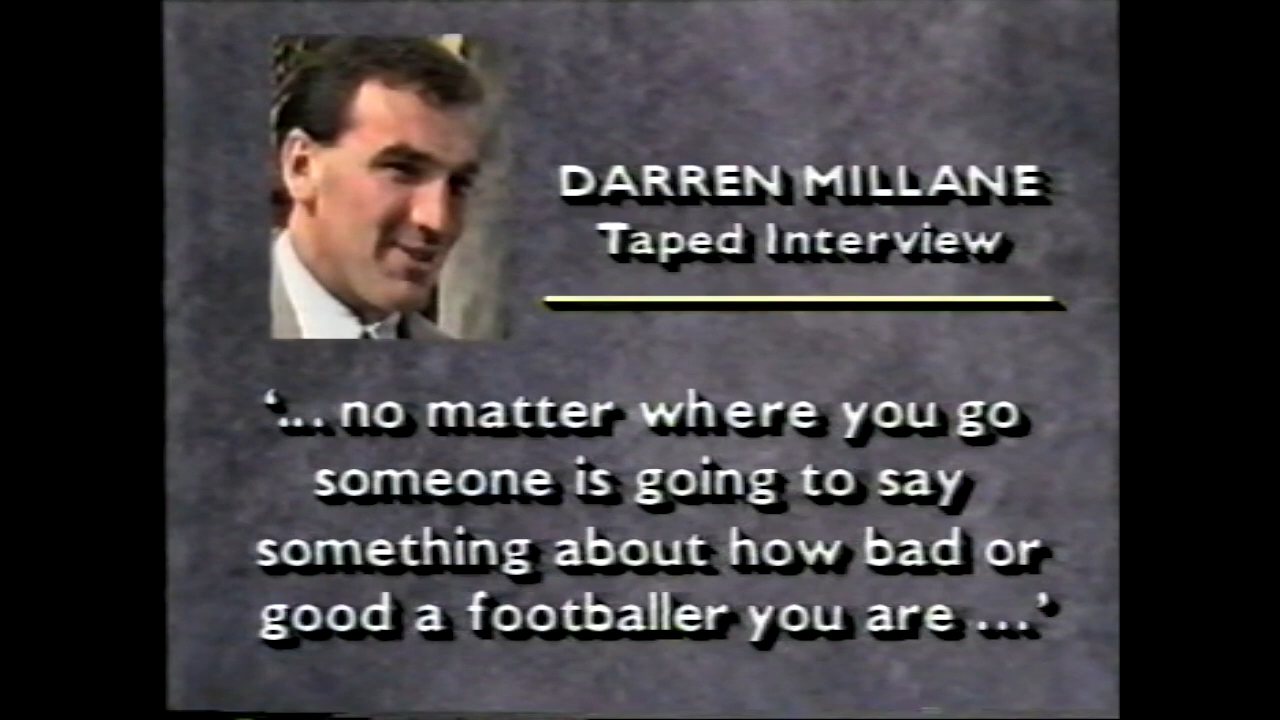 DARREN MILLANE
Taped Interview
‘... no matter where you go
someone is going to say
something about how bad or
good a footballer you are ...’